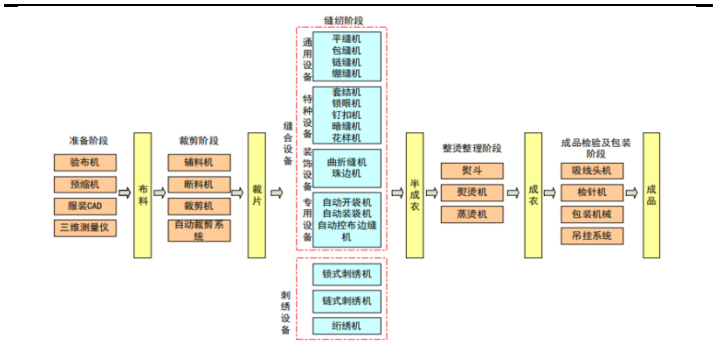 准备阶段
验布机
预缩机
服装CAD
三维测量仪
布料
裁剪阶段
辅料机
断料机
裁剪机
自动裁剪系
统
裁片
缝纫阶段
缝合设备
通用设备
平缝机
包缝机
链缝机
绷缝机
特种设备
套结机
锁眼机
钉扣机
暗缝机
花样机
装饰设备
曲折缝机
珠边机
专用设备
自动开袋机
自动装袋机
自动控布边缝
机
刺绣设备
锁式刺绣机
链式刺绣机
绗绣机
半成衣
整烫整理阶段
熨斗
熨烫机
蒸烫机
成衣
成品检验及包装
阶段
吸线头机
检针机
包装机械
吊挂系统
成品